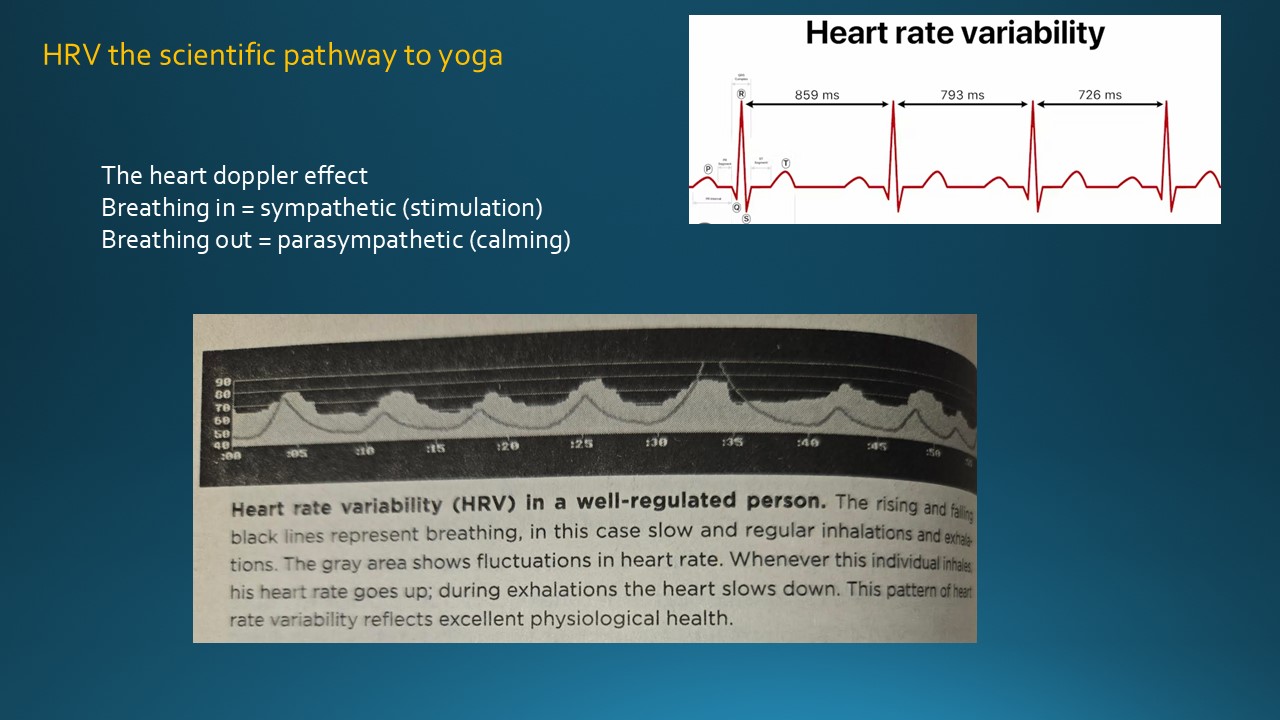 HRV the scientific pathway to yoga
The heart doppler effect
Breathing in = sympathetic (stimulation)
Breathing out = parasympathetic (calming)
Heart rate variability
859 ms
793 ms
726 ms
R
P
T
Q
S
90
80
70
60
50
40
:00
:05
:10
:15
:20
:25
:30
:35
:40
:45
:50
Heart rate variability (HRV) in a well-regulated person. The rising and falling
black lines represent breathing, in this case slow and regular inhalations and exhala-
tions. The gray area shows fluctuations in heart rate. Whenever this individual inhales,
his heart rate goes up; during exhalations the heart slows down. This pattern of heart
rate variability reflects excellent physiological health.